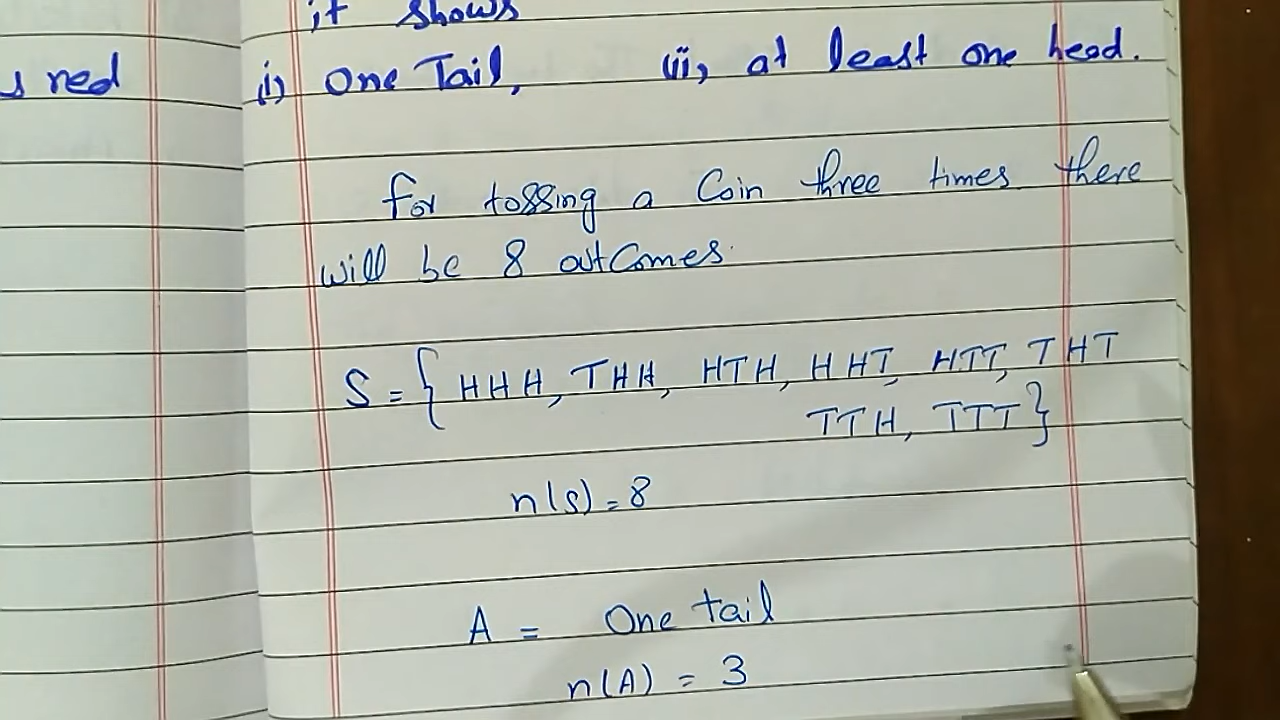 it shows
s red
(i) One Tail, (ii) at least one head.
for tossing a Coin three times there
will be 8 outComes.
S = { HHH, THH, HTH, HHT, HTT, THT
TTH, TTT }
n(s) = 8
A = One tail
n(A) = 3